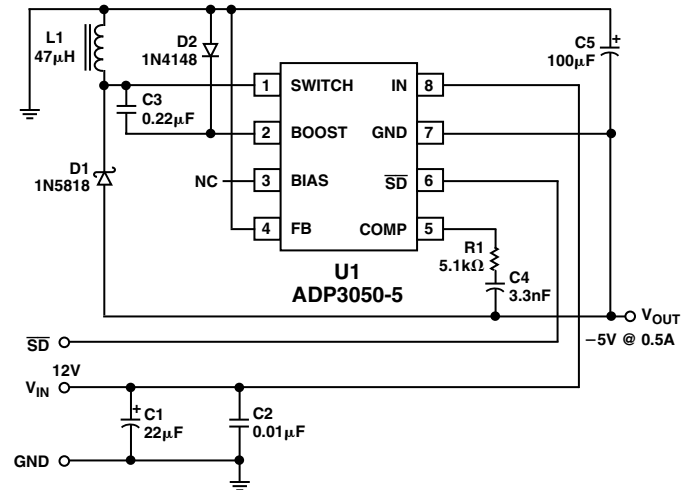 L1
47μH
D2
1N4148
C5 +
100μF
C3
0.22μF
1 SWITCH IN 8
2 BOOST GND 7
D1
1N5818
NC 3 BIAS SD 6
4 FB COMP 5
R1
5.1kΩ
U1
ADP3050-5
C4
3.3nF
VOUT
−5V @ 0.5A
SD
12V
VIN
+ C1
22μF
C2
0.01μF
GND